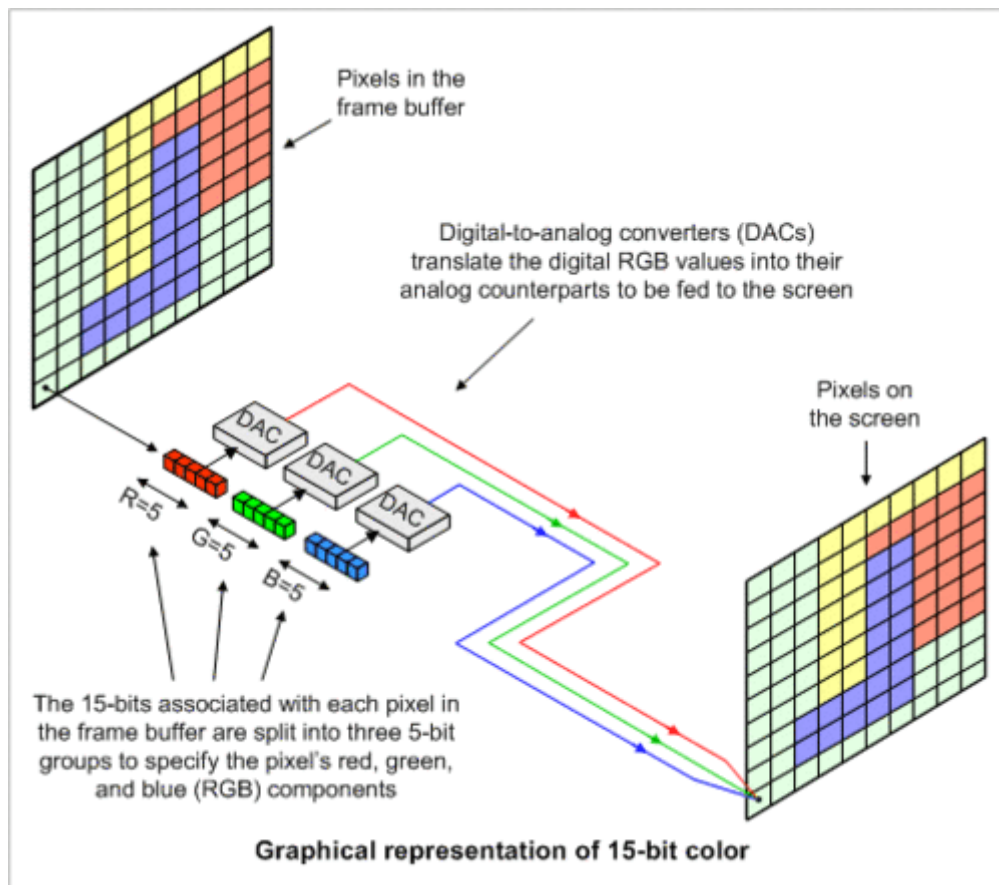 Pixels in the
frame buffer
Digital-to-analog converters (DACs)
translate the digital RGB values into their
analog counterparts to be fed to the screen
Pixels on
the screen
DAC
DAC
DAC
R=5
G=5
B=5
The 15-bits associated with each pixel in
the frame buffer are split into three 5-bit
groups to specify the pixel's red, green,
and blue (RGB) components
Graphical representation of 15-bit color